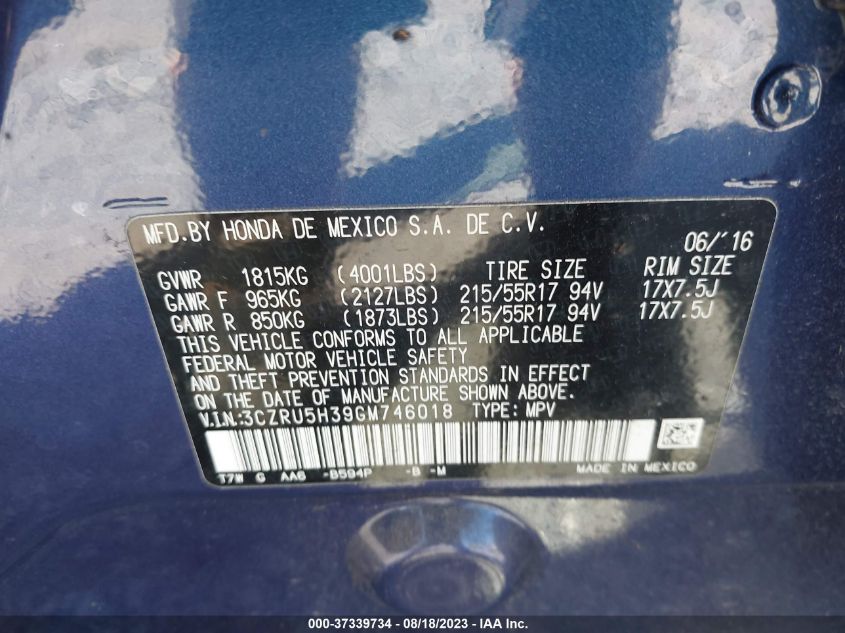 MFD.BY HONDA DE MEXICO S.A. DE C.V.
06/'16
GVWR 1815KG (4001LBS) TIRE SIZE RIM SIZE
GAWR F 965KG (2127LBS) 215/55R17 94V 17X7.5J
GAWR R 850KG (1873LBS) 215/55R17 94V 17X7.5J
THIS VEHICLE CONFORMS TO ALL APPLICABLE
FEDERAL MOTOR VEHICLE SAFETY
AND THEFT PREVENTION STANDARDS IN EFFECT
ON THE DATE OF MANUFACTURE SHOWN ABOVE.
V.I.N:3CZRU5H39GM746018 TYPE: MPV
T7W G AA6 -B594P -B -M MADE IN MEXICO
000-37339734 - 08/18/2023 - IAA Inc.